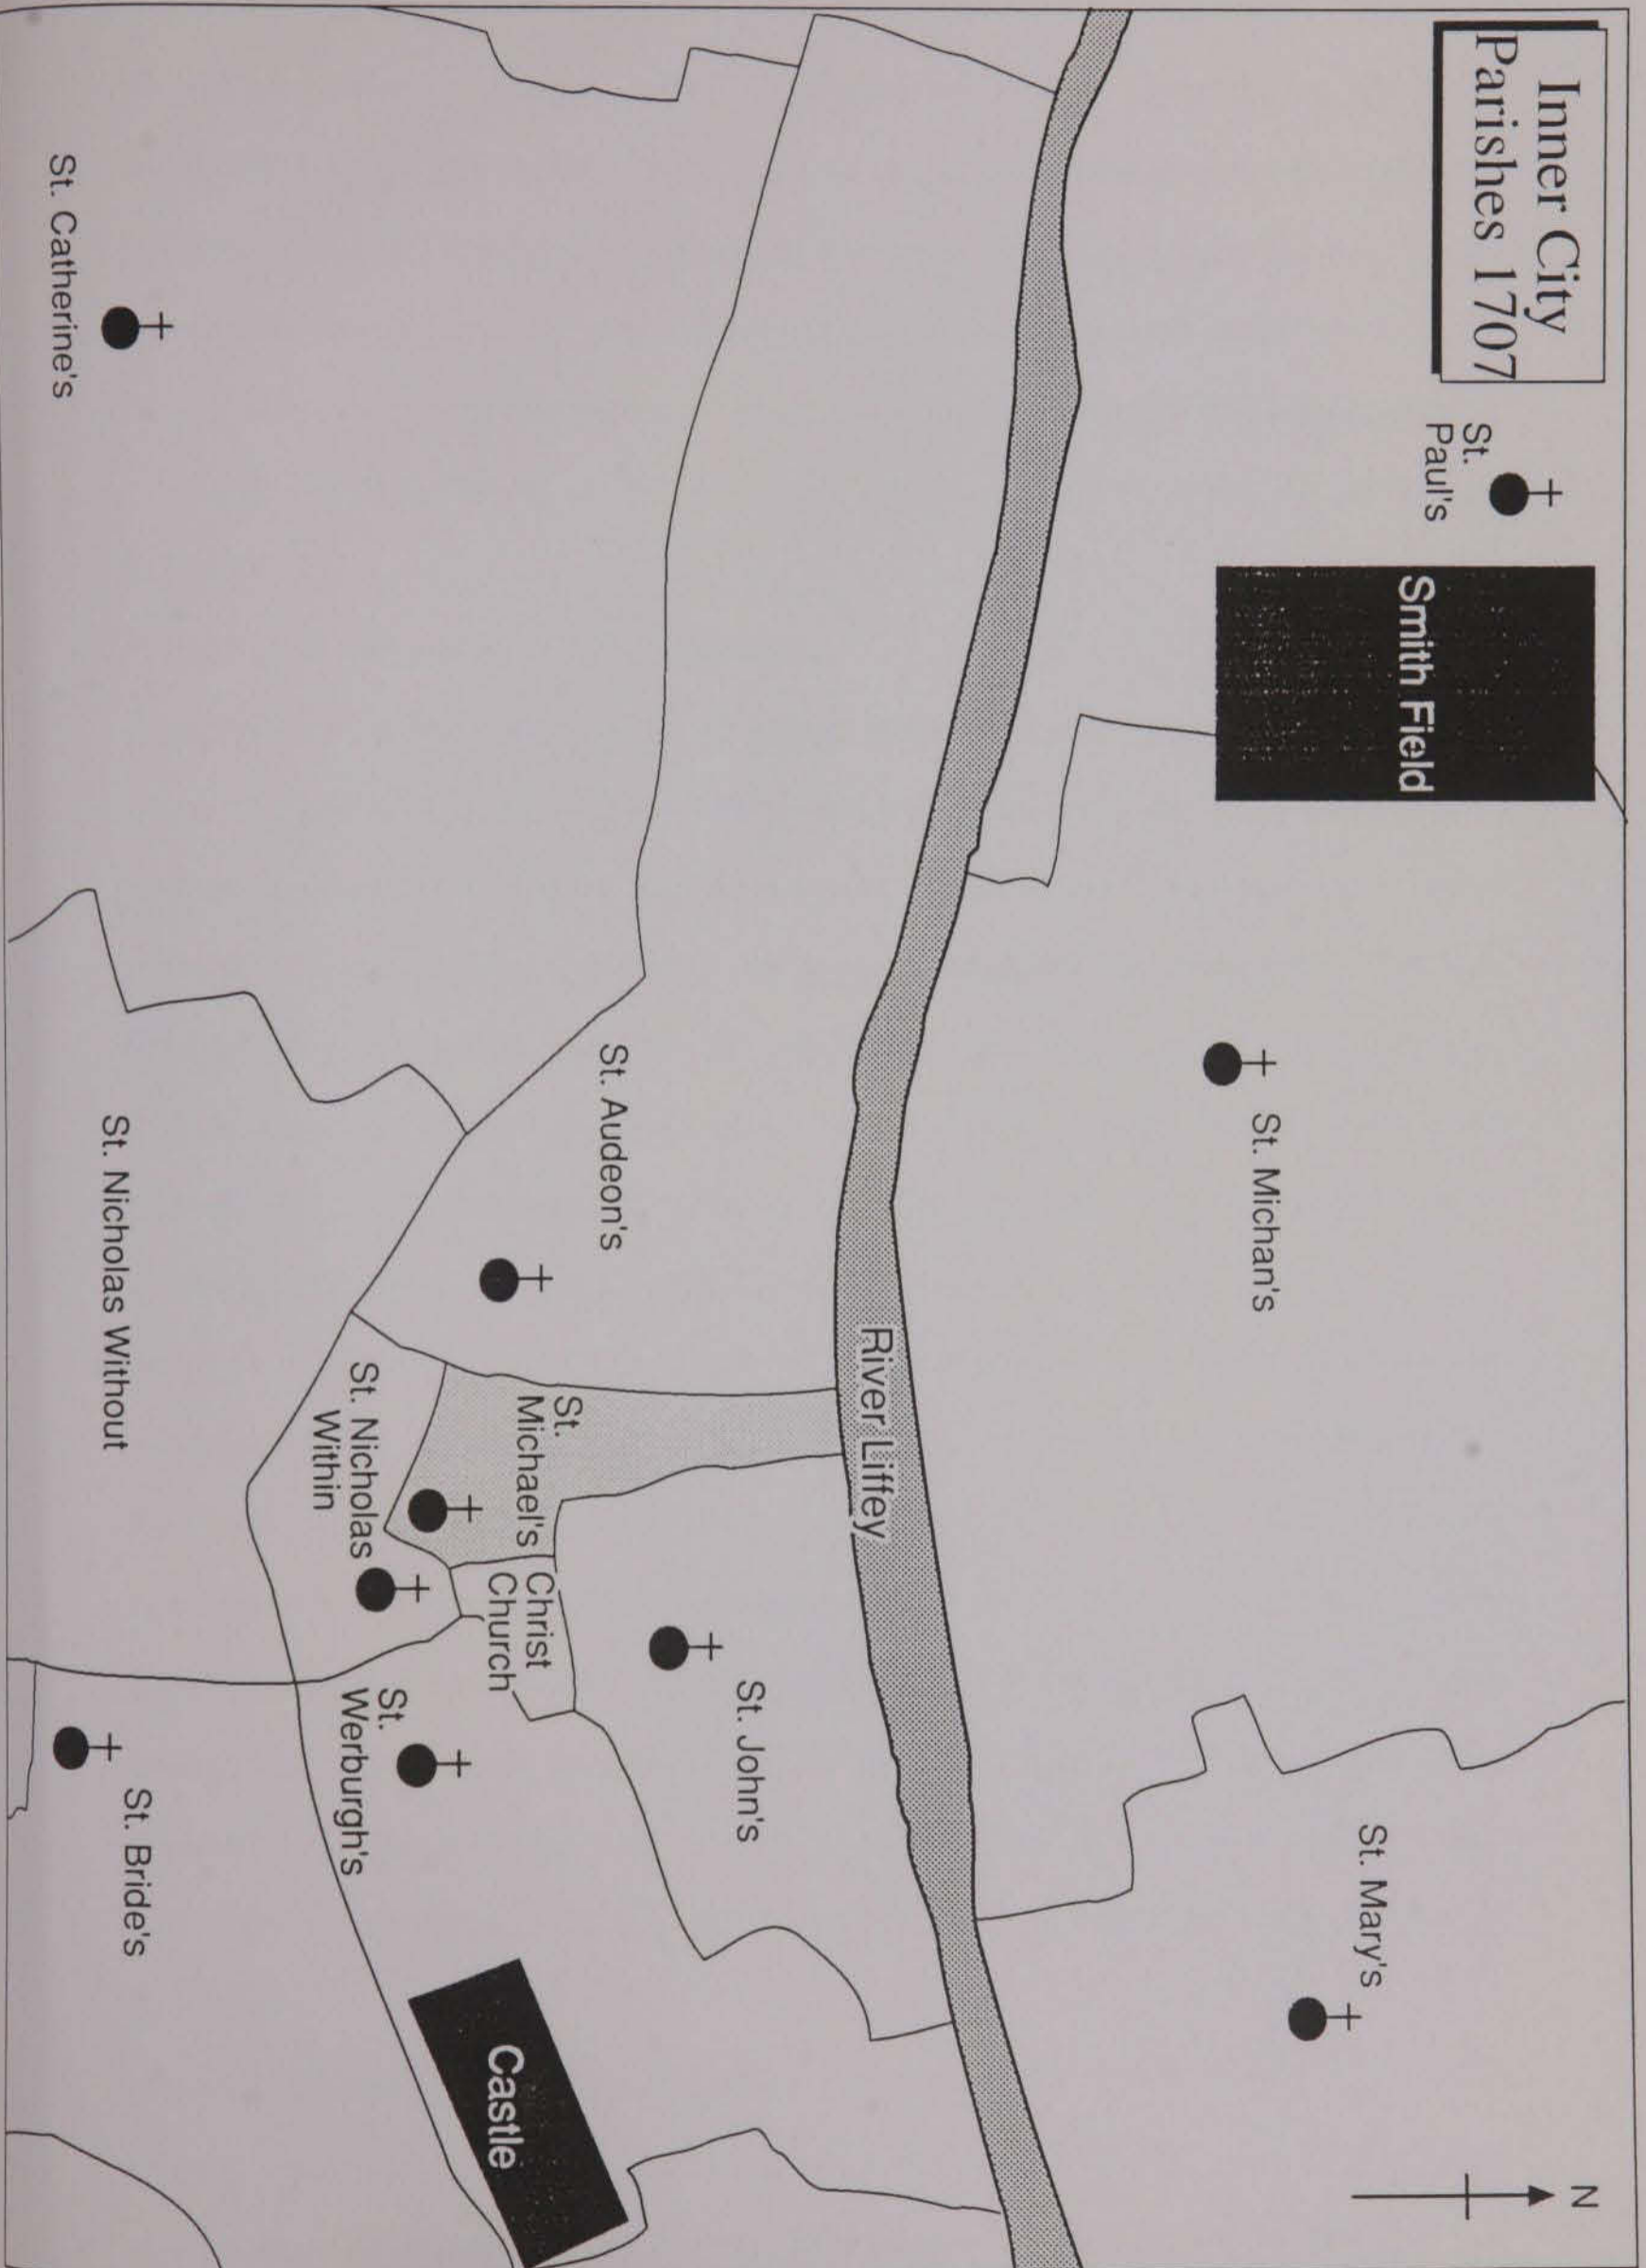 Inner City
Parishes 1707
N
St.
Paul's
Smith Field
St. Michan's
St. Mary's
River Liffey
St. Catherine's
St. Audeon's
St.
Michael's
Christ
Church
St. John's
St. Nicholas
Within
St.
Werburgh's
Castle
St. Nicholas Without
St. Bride's